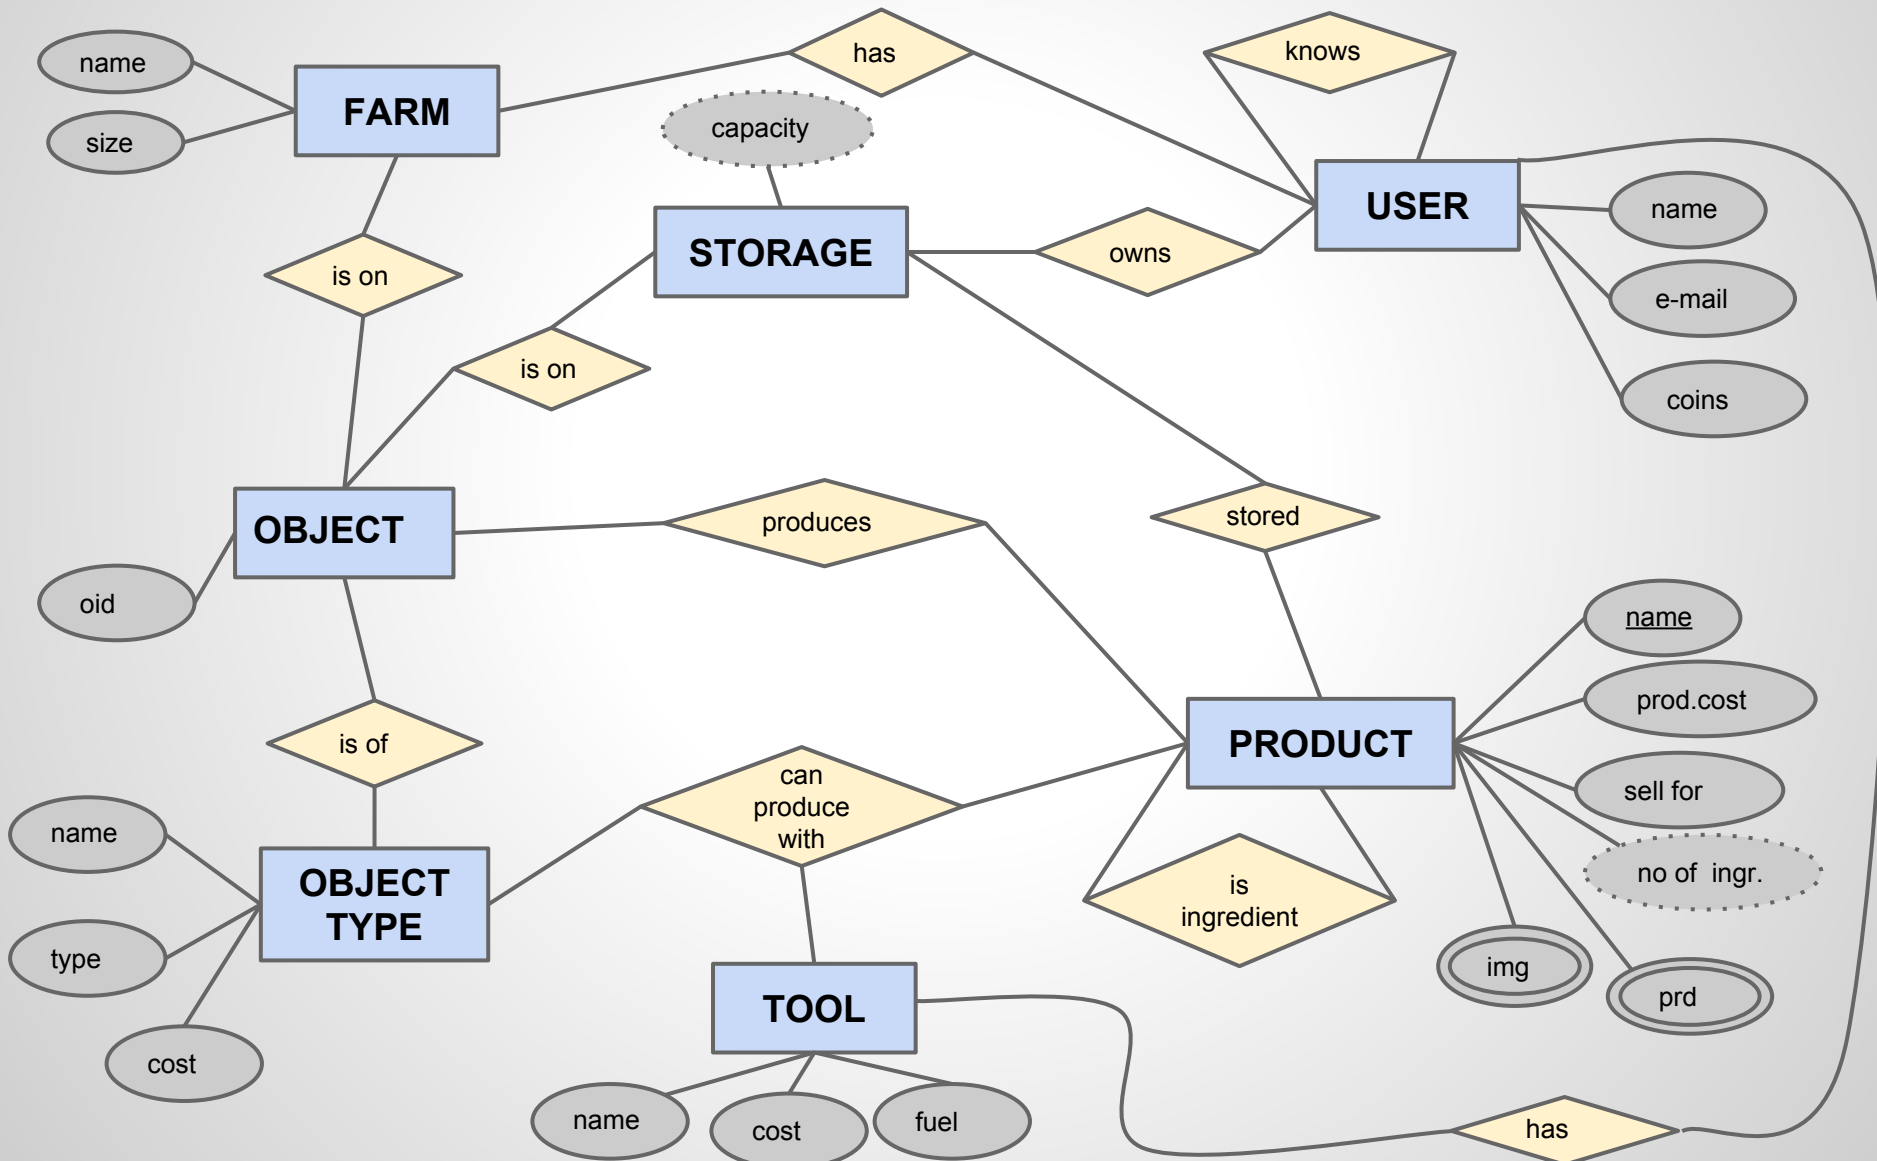 has
knows
name
FARM
size
capacity
USER
name
STORAGE
owns
is on
e-mail
is on
coins
OBJECT
produces
stored
oid
name
prod.cost
is of
PRODUCT
can
produce
with
sell for
name
no of  ingr.
OBJECT
TYPE
is
ingredient
type
img
prd
TOOL
cost
name
cost
fuel
has